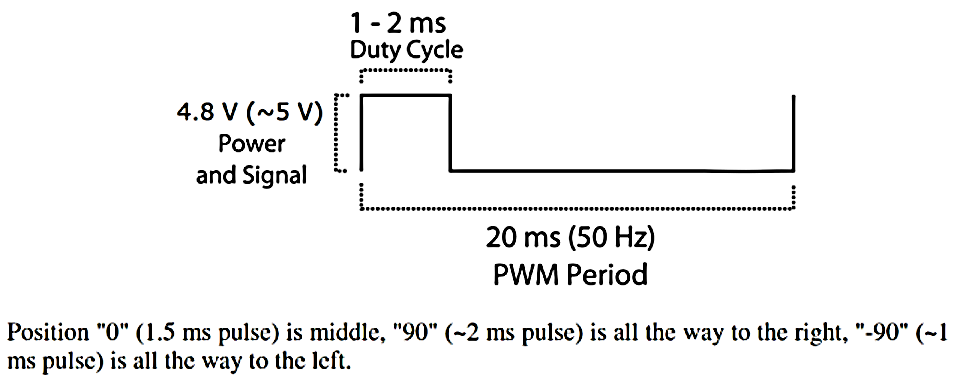 1 - 2 ms
Duty Cycle
4.8 V (~5 V)
Power
and Signal
20 ms (50 Hz)
PWM Period
Position "0" (1.5 ms pulse) is middle, "90" (~2 ms pulse) is all the way to the right, "-90" (~1
ms pulse) is all the way to the left.